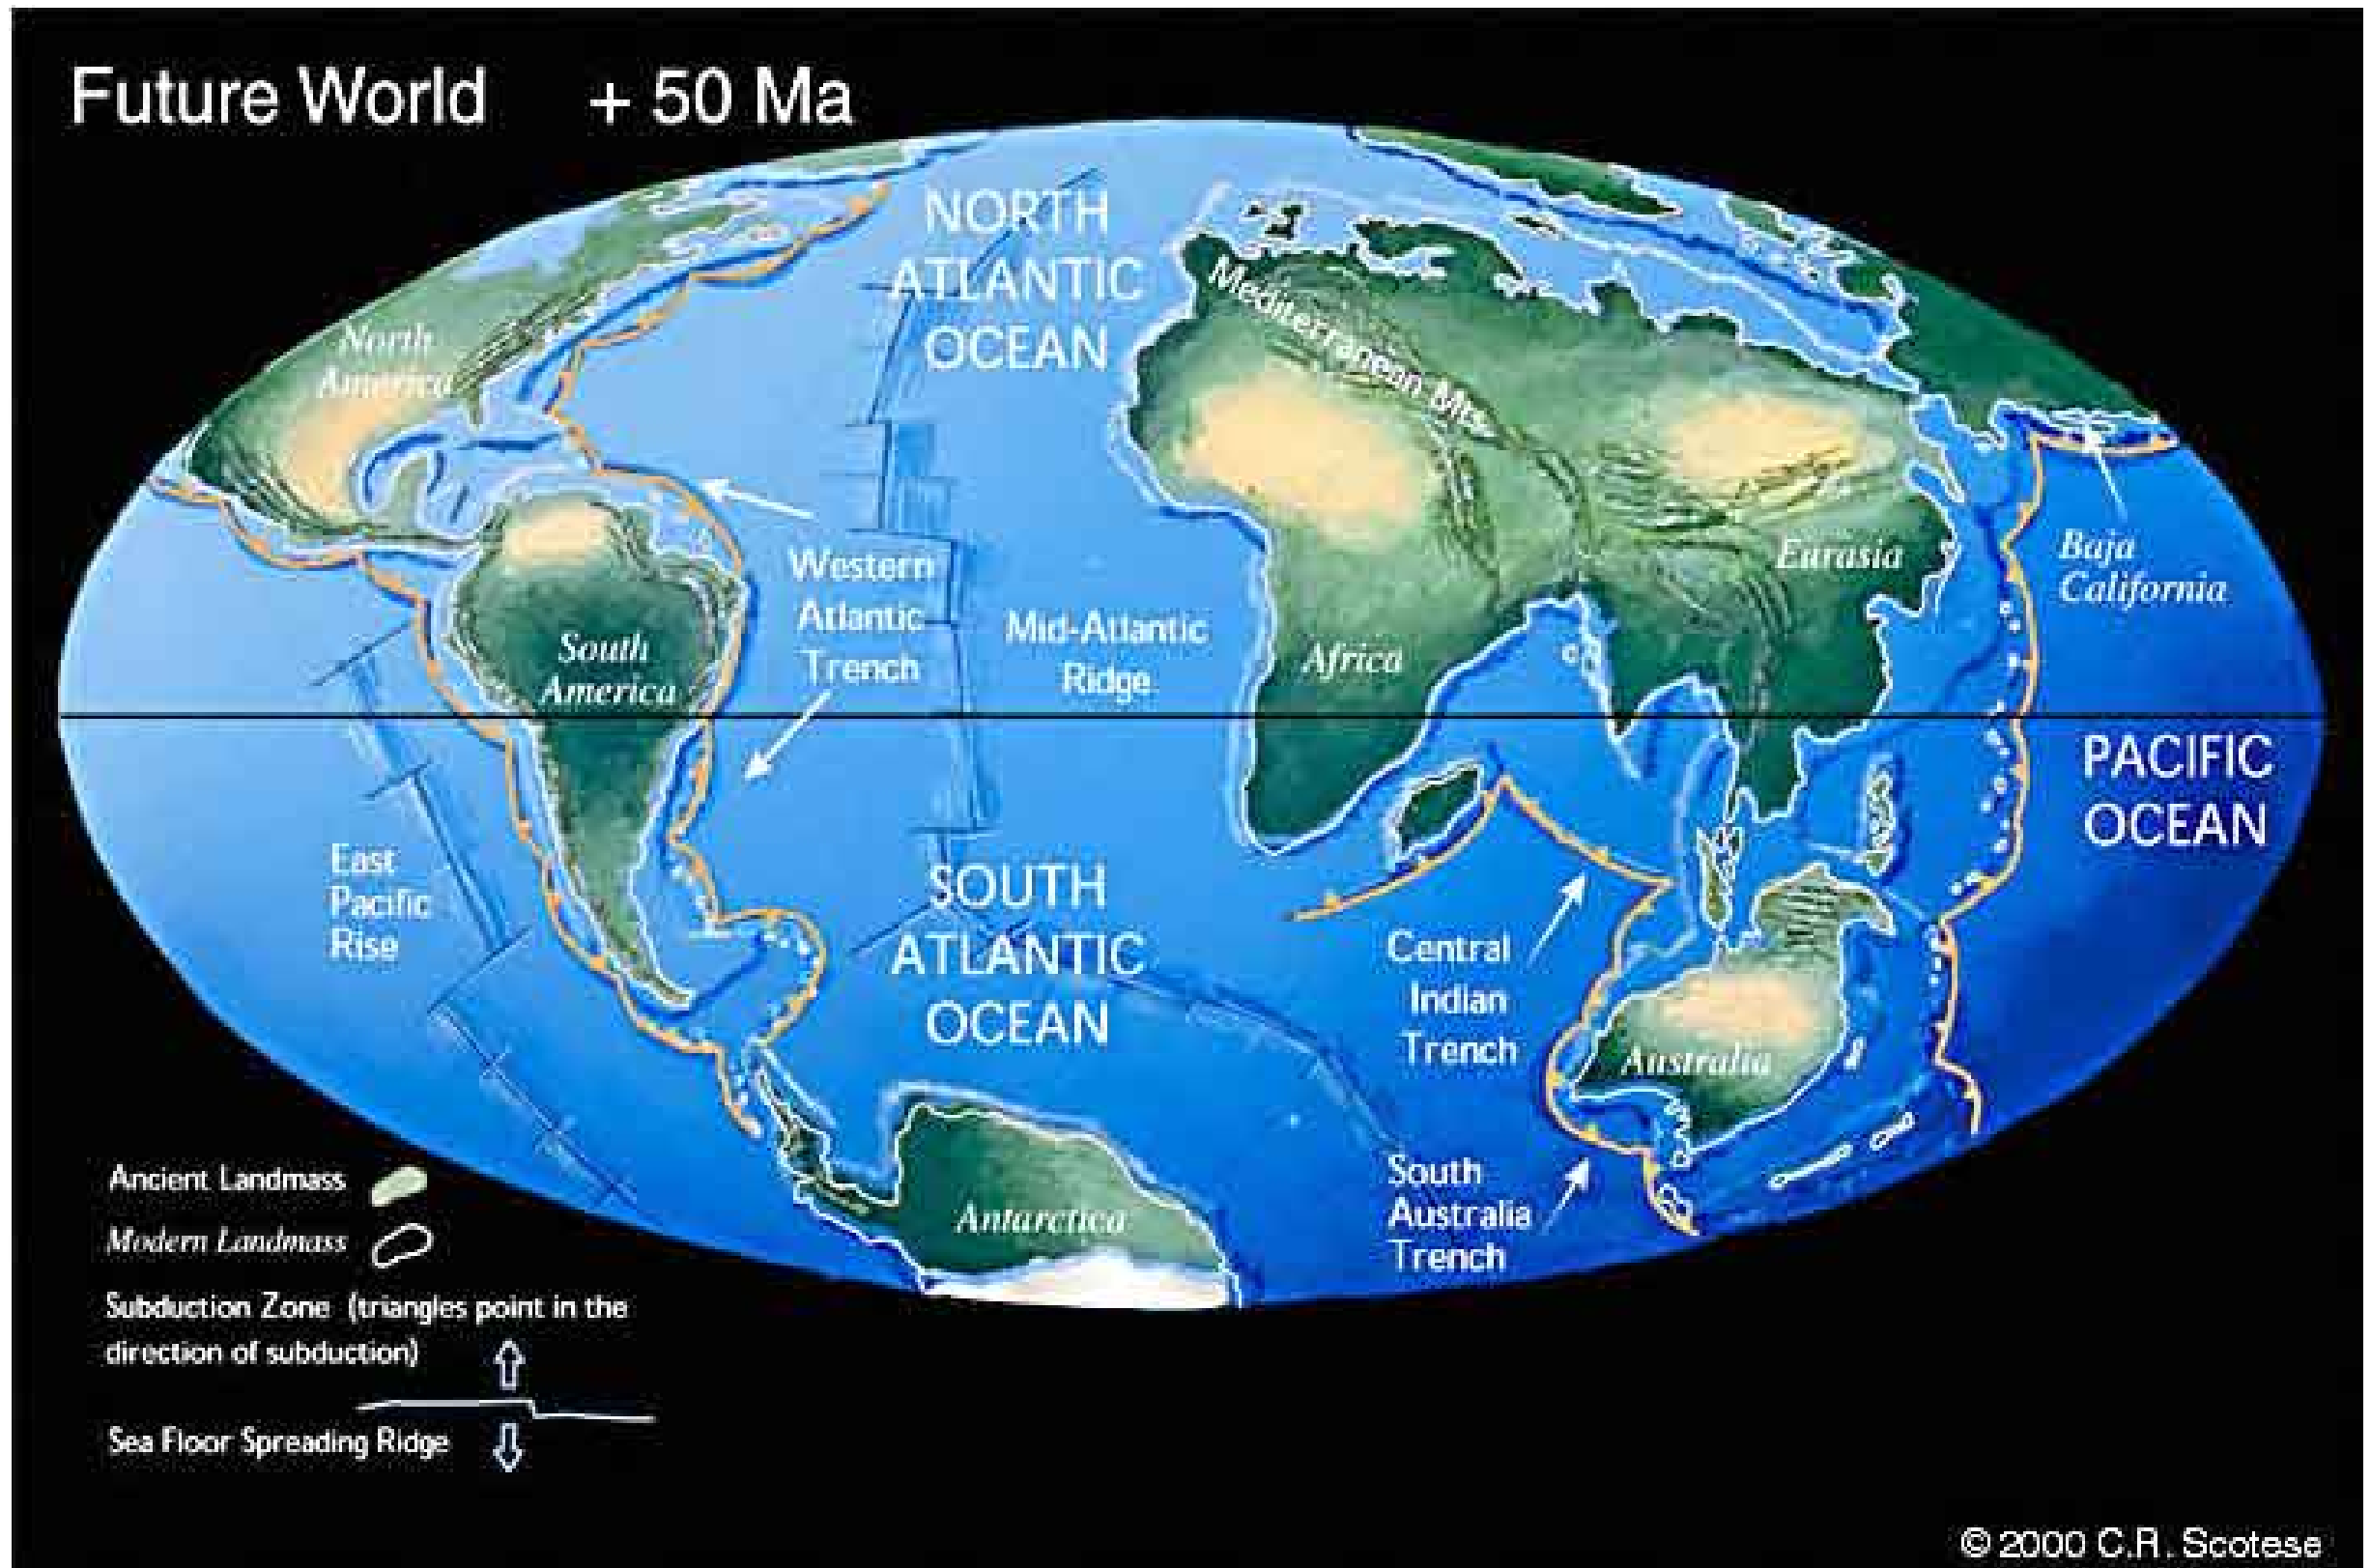 Future World + 50 Ma
NORTH
ATLANTIC
OCEAN
Mediterranean Mts.
North
America
Western
Atlantic
Trench
Mid-Atlantic
Ridge
Eurasia
Baja
California
South
America
Africa
PACIFIC
OCEAN
East
Pacific
Rise
SOUTH
ATLANTIC
OCEAN
Central
Indian
Trench
Australia
South
Australia
Trench
Antarctica
Ancient Landmass
Modern Landmass
Subduction Zone (triangles point in the
direction of subduction)
Sea Floor Spreading Ridge
© 2000 C.R. Scotese